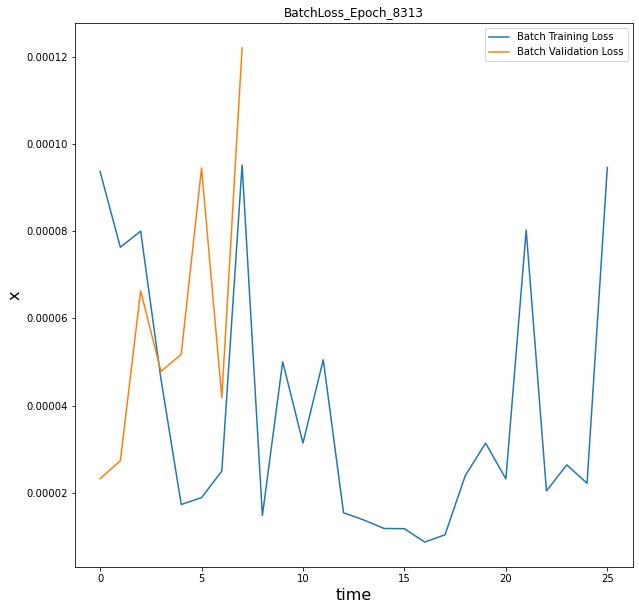 BatchLoss_Epoch_8313
Batch Training Loss
Batch Validation Loss
0.00012
0.00010
0.00008
0.00006
0.00004
0.00002
x
0 5 10 15 20 25
time